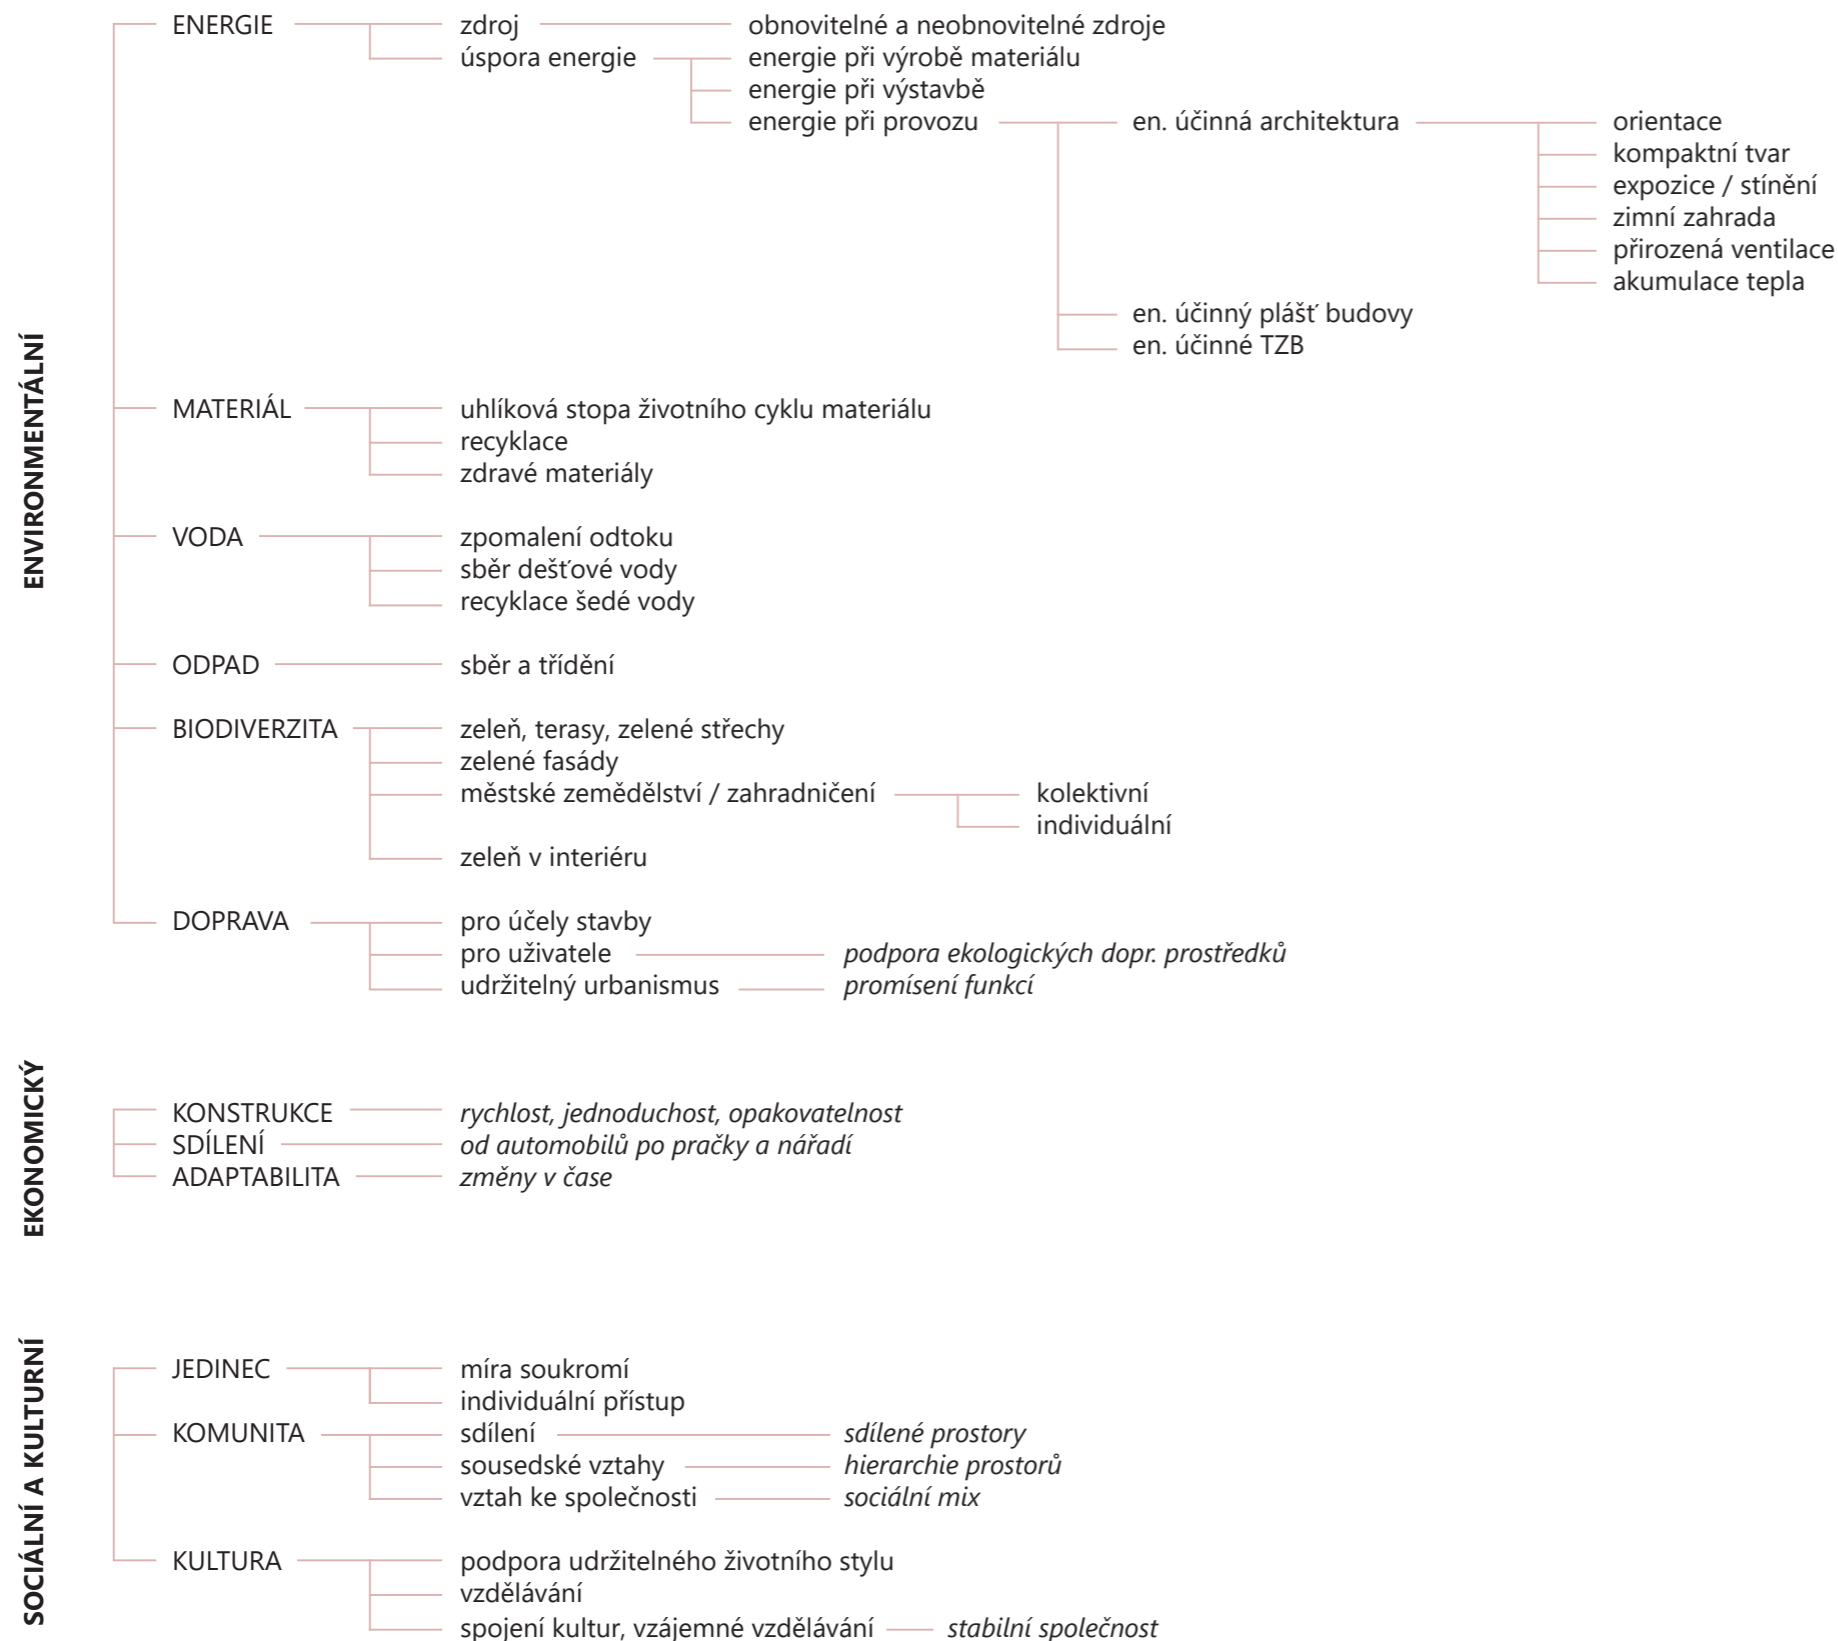 ENVIRONMENTÁLNÍ
ENERGIE zdroj obnovitelné a neobnovitelné zdroje
úspora energie energie při výrobě materiálu
energie při výstavbě
energie při provozu en. účinná architektura orientace
kompaktní tvar
expozice / stínění
zimní zahrada
přirozená ventilace
akumulace tepla
en. účinný plášť budovy
en. účinné TZB
MATERIÁL uhlíková stopa životního cyklu materiálu
recyklace
zdravé materiály
VODA zpomalení odtoku
sběr dešťové vody
recyklace šedé vody
ODPAD sběr a třídění
BIODIVERZITA zeleň, terasy, zelené střechy
zelené fasády
městské zemědělství / zahradničení kolektivní
individuální
zeleň v interiéru
DOPRAVA pro účely stavby
pro uživatele podpora ekologických dopr. prostředků
udržitelný urbanismus promísení funkcí
EKONOMICKÝ
KONSTRUKCE rychlost, jednoduchost, opakovatelnost
SDÍLENÍ od automobilů po pračky a nářadí
ADAPTABILITA změny v čase
SOCIÁLNÍ A KULTURNÍ
JEDINEC míra soukromí
individuální přístup
KOMUNITA sdílení sdílené prostory
sousedské vztahy hierarchie prostorů
vztah ke společnosti sociální mix
KULTURA podpora udržitelného životního stylu
vzdělávání
spojení kultur, vzájemné vzdělávání stabilní společnost